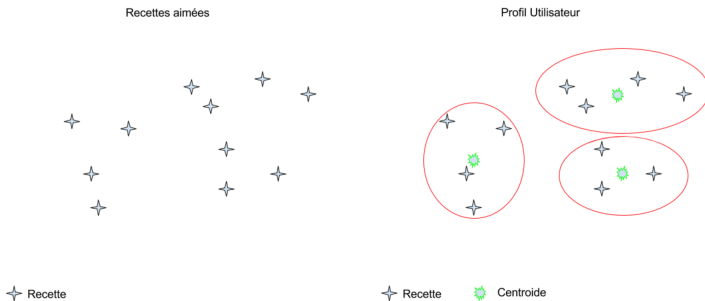 Recettes aimées
Profil Utilisateur
Recette
Recette
Centroide